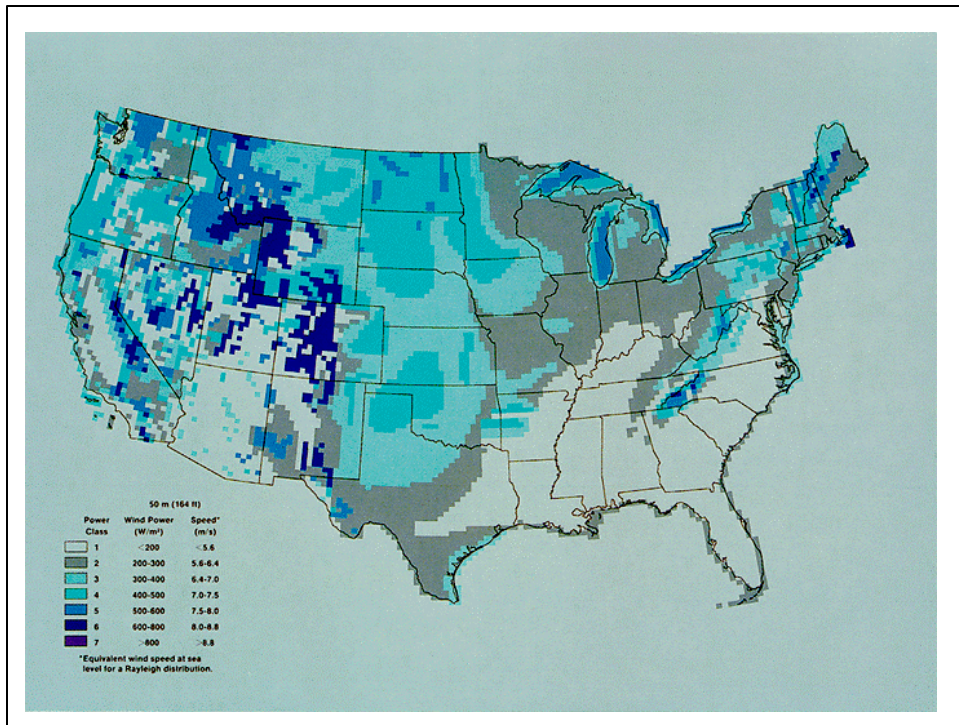 50 m (164 ft)
Power Wind Power Speed*
Class (W/m²) (m/s)
1 <200 <5.6
2 200-300 5.6-6.4
3 300-400 6.4-7.0
4 400-500 7.0-7.5
5 500-600 7.5-8.0
6 600-800 8.0-8.8
7 >800 >8.8
*Equivalent wind speed at sea
level for a Rayleigh distribution.